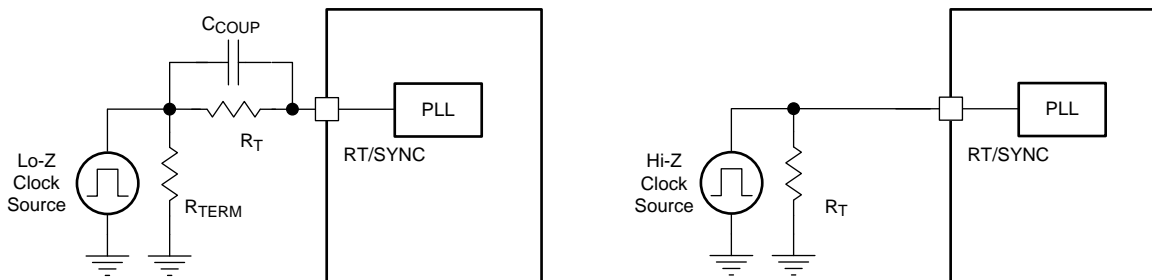 CCOUP
RT
PLL
RT/SYNC
Lo-Z
Clock
Source
RTERM
PLL
RT/SYNC
Hi-Z
Clock
Source
RT